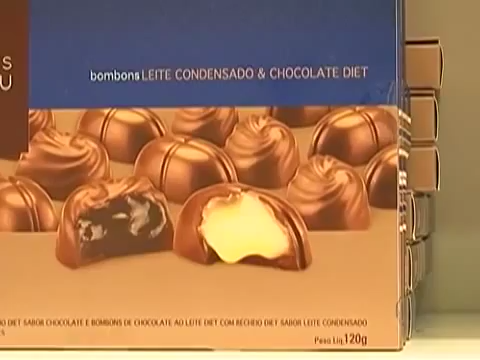 S
U
bombons LEITE CONDENSADO & CHOCOLATE DIET
DIET SABOR CHOCOLATE E BOMBONS DE CHOCOLATE AO LEITE DIET COM RECHEIO DIET SABOR LEITE CONDENSADO
ES
Peso Líq. 120g